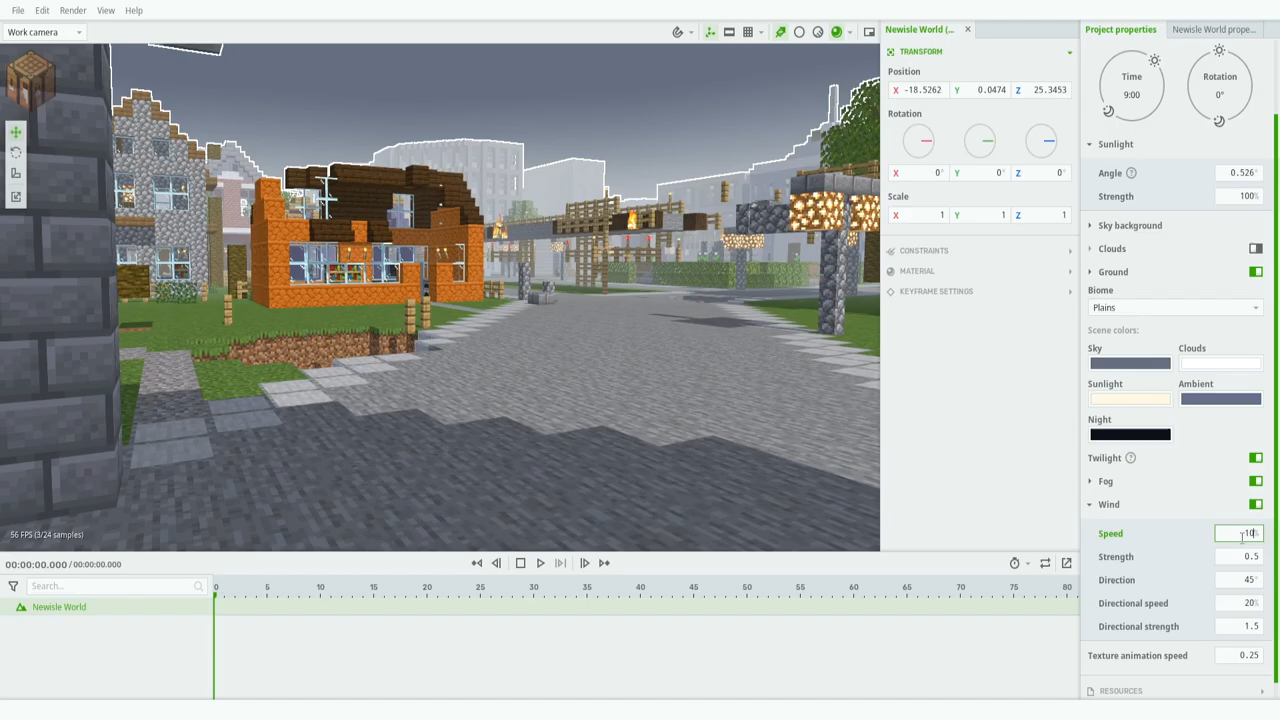 File Edit Render View Help
Work camera
Newisle World (...
Project properties
Newisle World prope...
TRANSFORM
Position
X -18.5262 Y 0.0474 Z 25.3453
Rotation
X 0° Y 0° Z 0°
Scale
X 1 Y 1 Z 1
CONSTRAINTS
MATERIAL
KEYFRAME SETTINGS
Time
9:00
Rotation
0°
Sunlight
Angle 0.526°
Strength 100%
Sky background
Clouds
Ground
Biome
Plains
Scene colors:
Sky Clouds
Sunlight Ambient
Night
Twilight
Fog
Wind
Speed 10%
Strength 0.5
Direction 45°
Directional speed 20%
Directional strength 1.5
Texture animation speed 0.25
RESOURCES
56 FPS (3/24 samples)
00:00:00.000 / 00:00:00.000
Search...
0 5 10 15 20 25 30 35 40 45 50 55 60 65 70 75 80
Newisle World